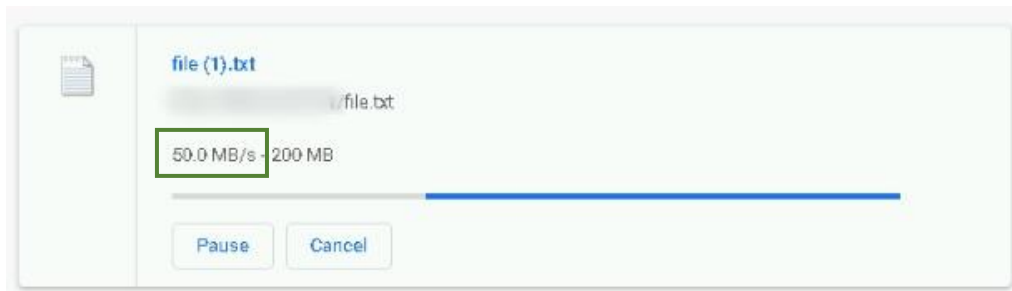 file (1).txt
/file.txt
50.0 MB/s - 200 MB
Pause
Cancel